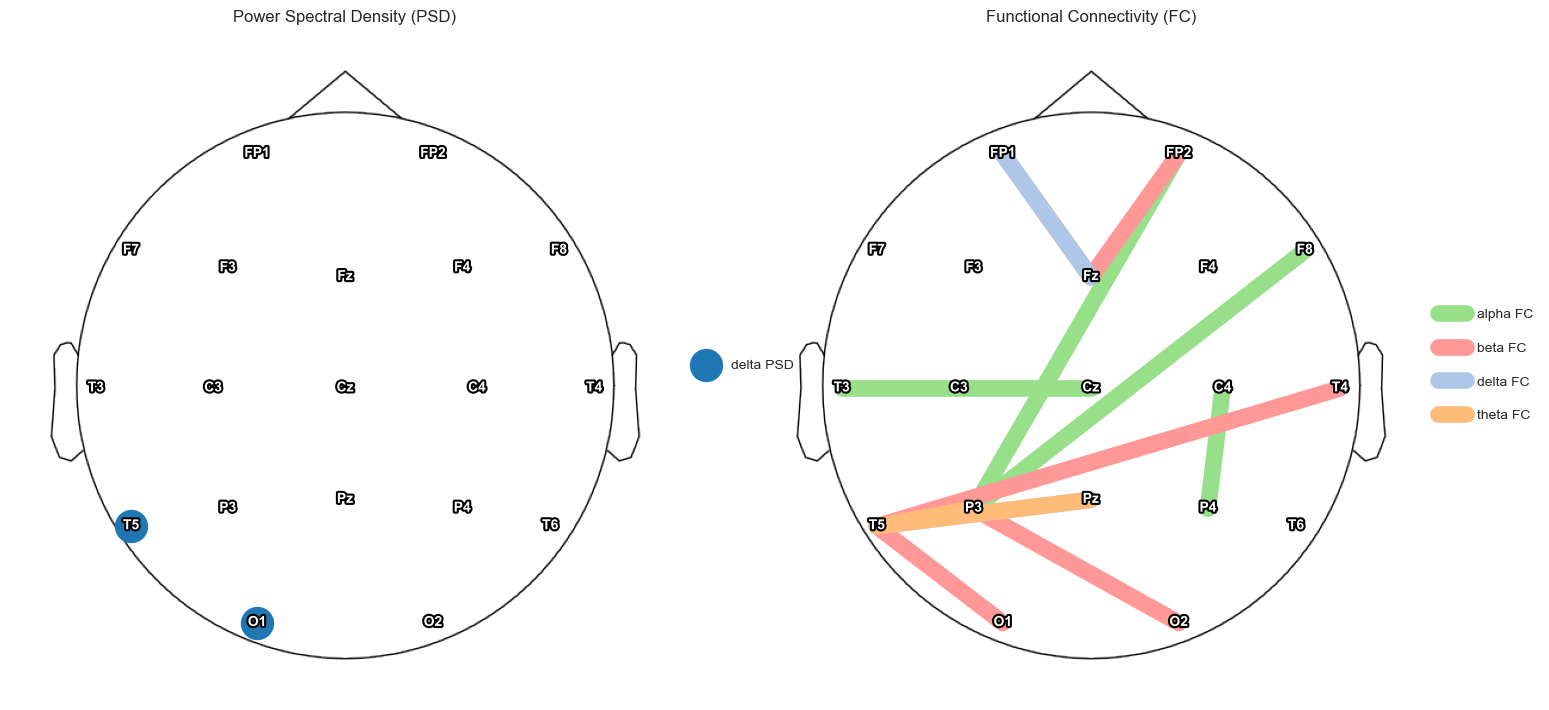 Power Spectral Density (PSD)
FP1 FP2
F7 F8
F3 F4
Fz
T3 C3 Cz C4 T4
P3 Pz P4
T5 T6
O1 O2
delta PSD
Functional Connectivity (FC)
FP1 FP2
F7 F8
F3 F4
Fz
T3 C3 Cz C4 T4
P3 Pz P4
T5 T6
O1 O2
alpha FC
beta FC
delta FC
theta FC